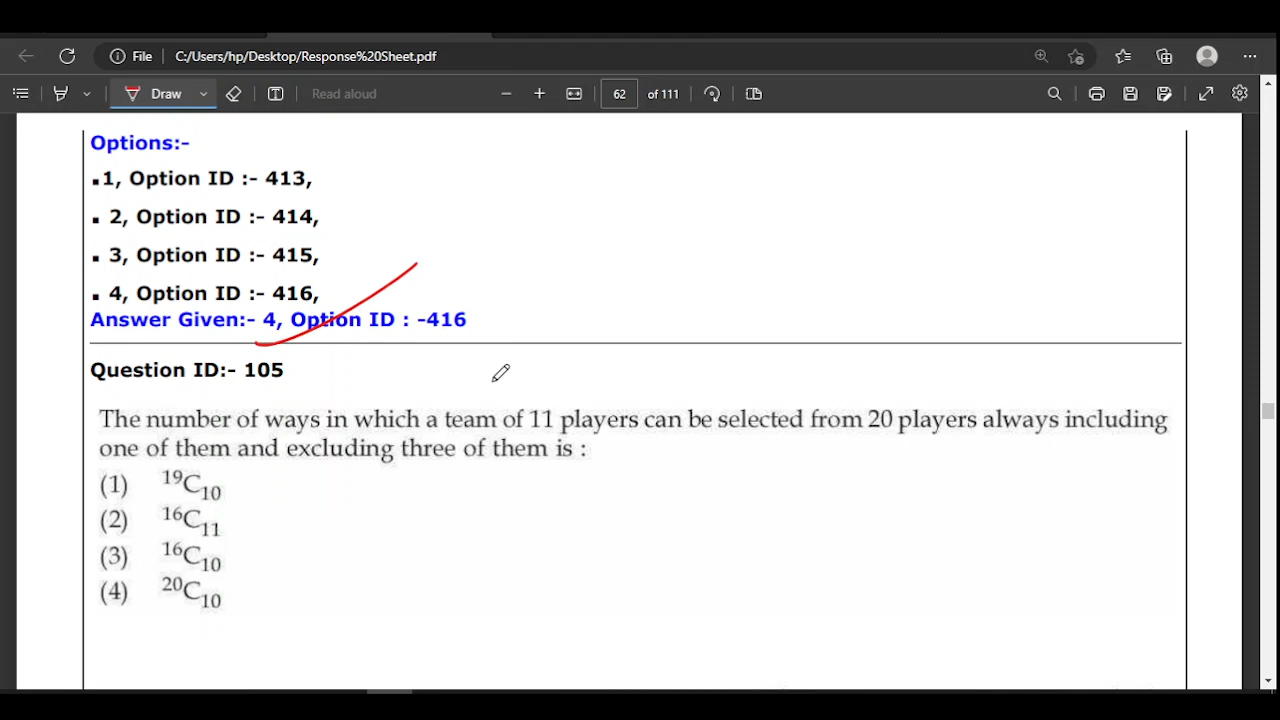 File
C:/Users/hp/Desktop/Response%20Sheet.pdf
Draw
Read aloud
62
of 111
Options:-
▪1, Option ID :- 413,
▪ 2, Option ID :- 414,
▪ 3, Option ID :- 415,
▪ 4, Option ID :- 416,
Answer Given:- 4, Option ID : -416
Question ID:- 105
The number of ways in which a team of 11 players can be selected from 20 players always including
one of them and excluding three of them is :
(1) ¹⁹C₁₀
(2) ¹⁶C₁₁
(3) ¹⁶C₁₀
(4) ²⁰C₁₀